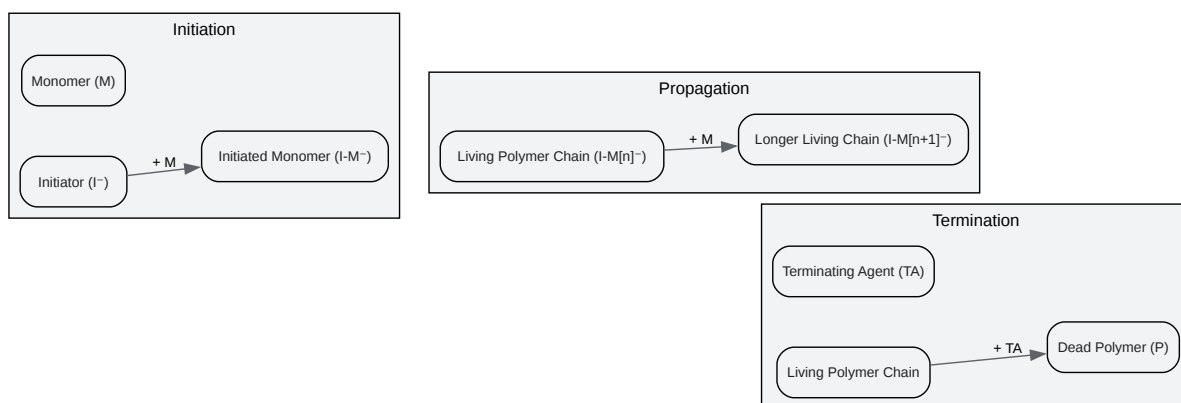 Initiation
Monomer (M)
Initiator (I⁻)
+ M
Initiated Monomer (I-M⁻)
Propagation
Living Polymer Chain (I-M[n]⁻)
+ M
Longer Living Chain (I-M[n+1]⁻)
Termination
Terminating Agent (TA)
Living Polymer Chain
+ TA
Dead Polymer (P)